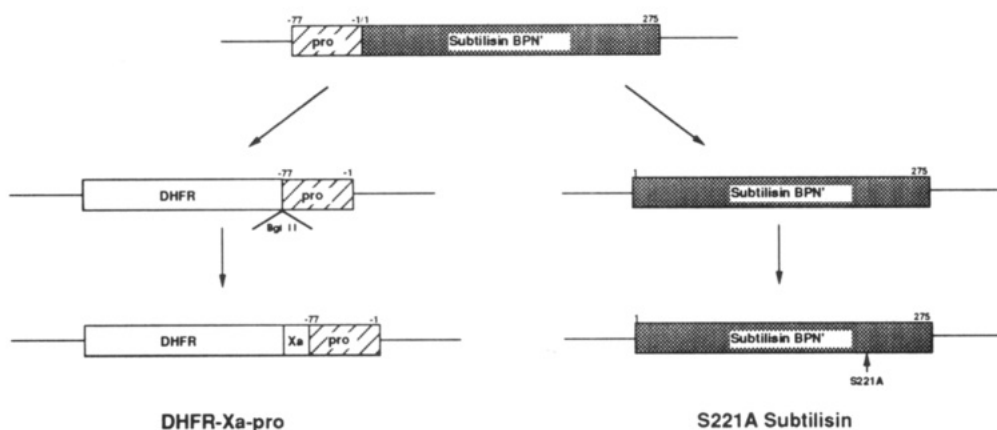 -77 -1/1 275
pro Subtilisin BPN'
-77 -1 1 275
DHFR pro Subtilisin BPN'
Bgl II
-77 -1 1 275
DHFR Xa pro Subtilisin BPN'
S221A
DHFR-Xa-pro S221A Subtilisin